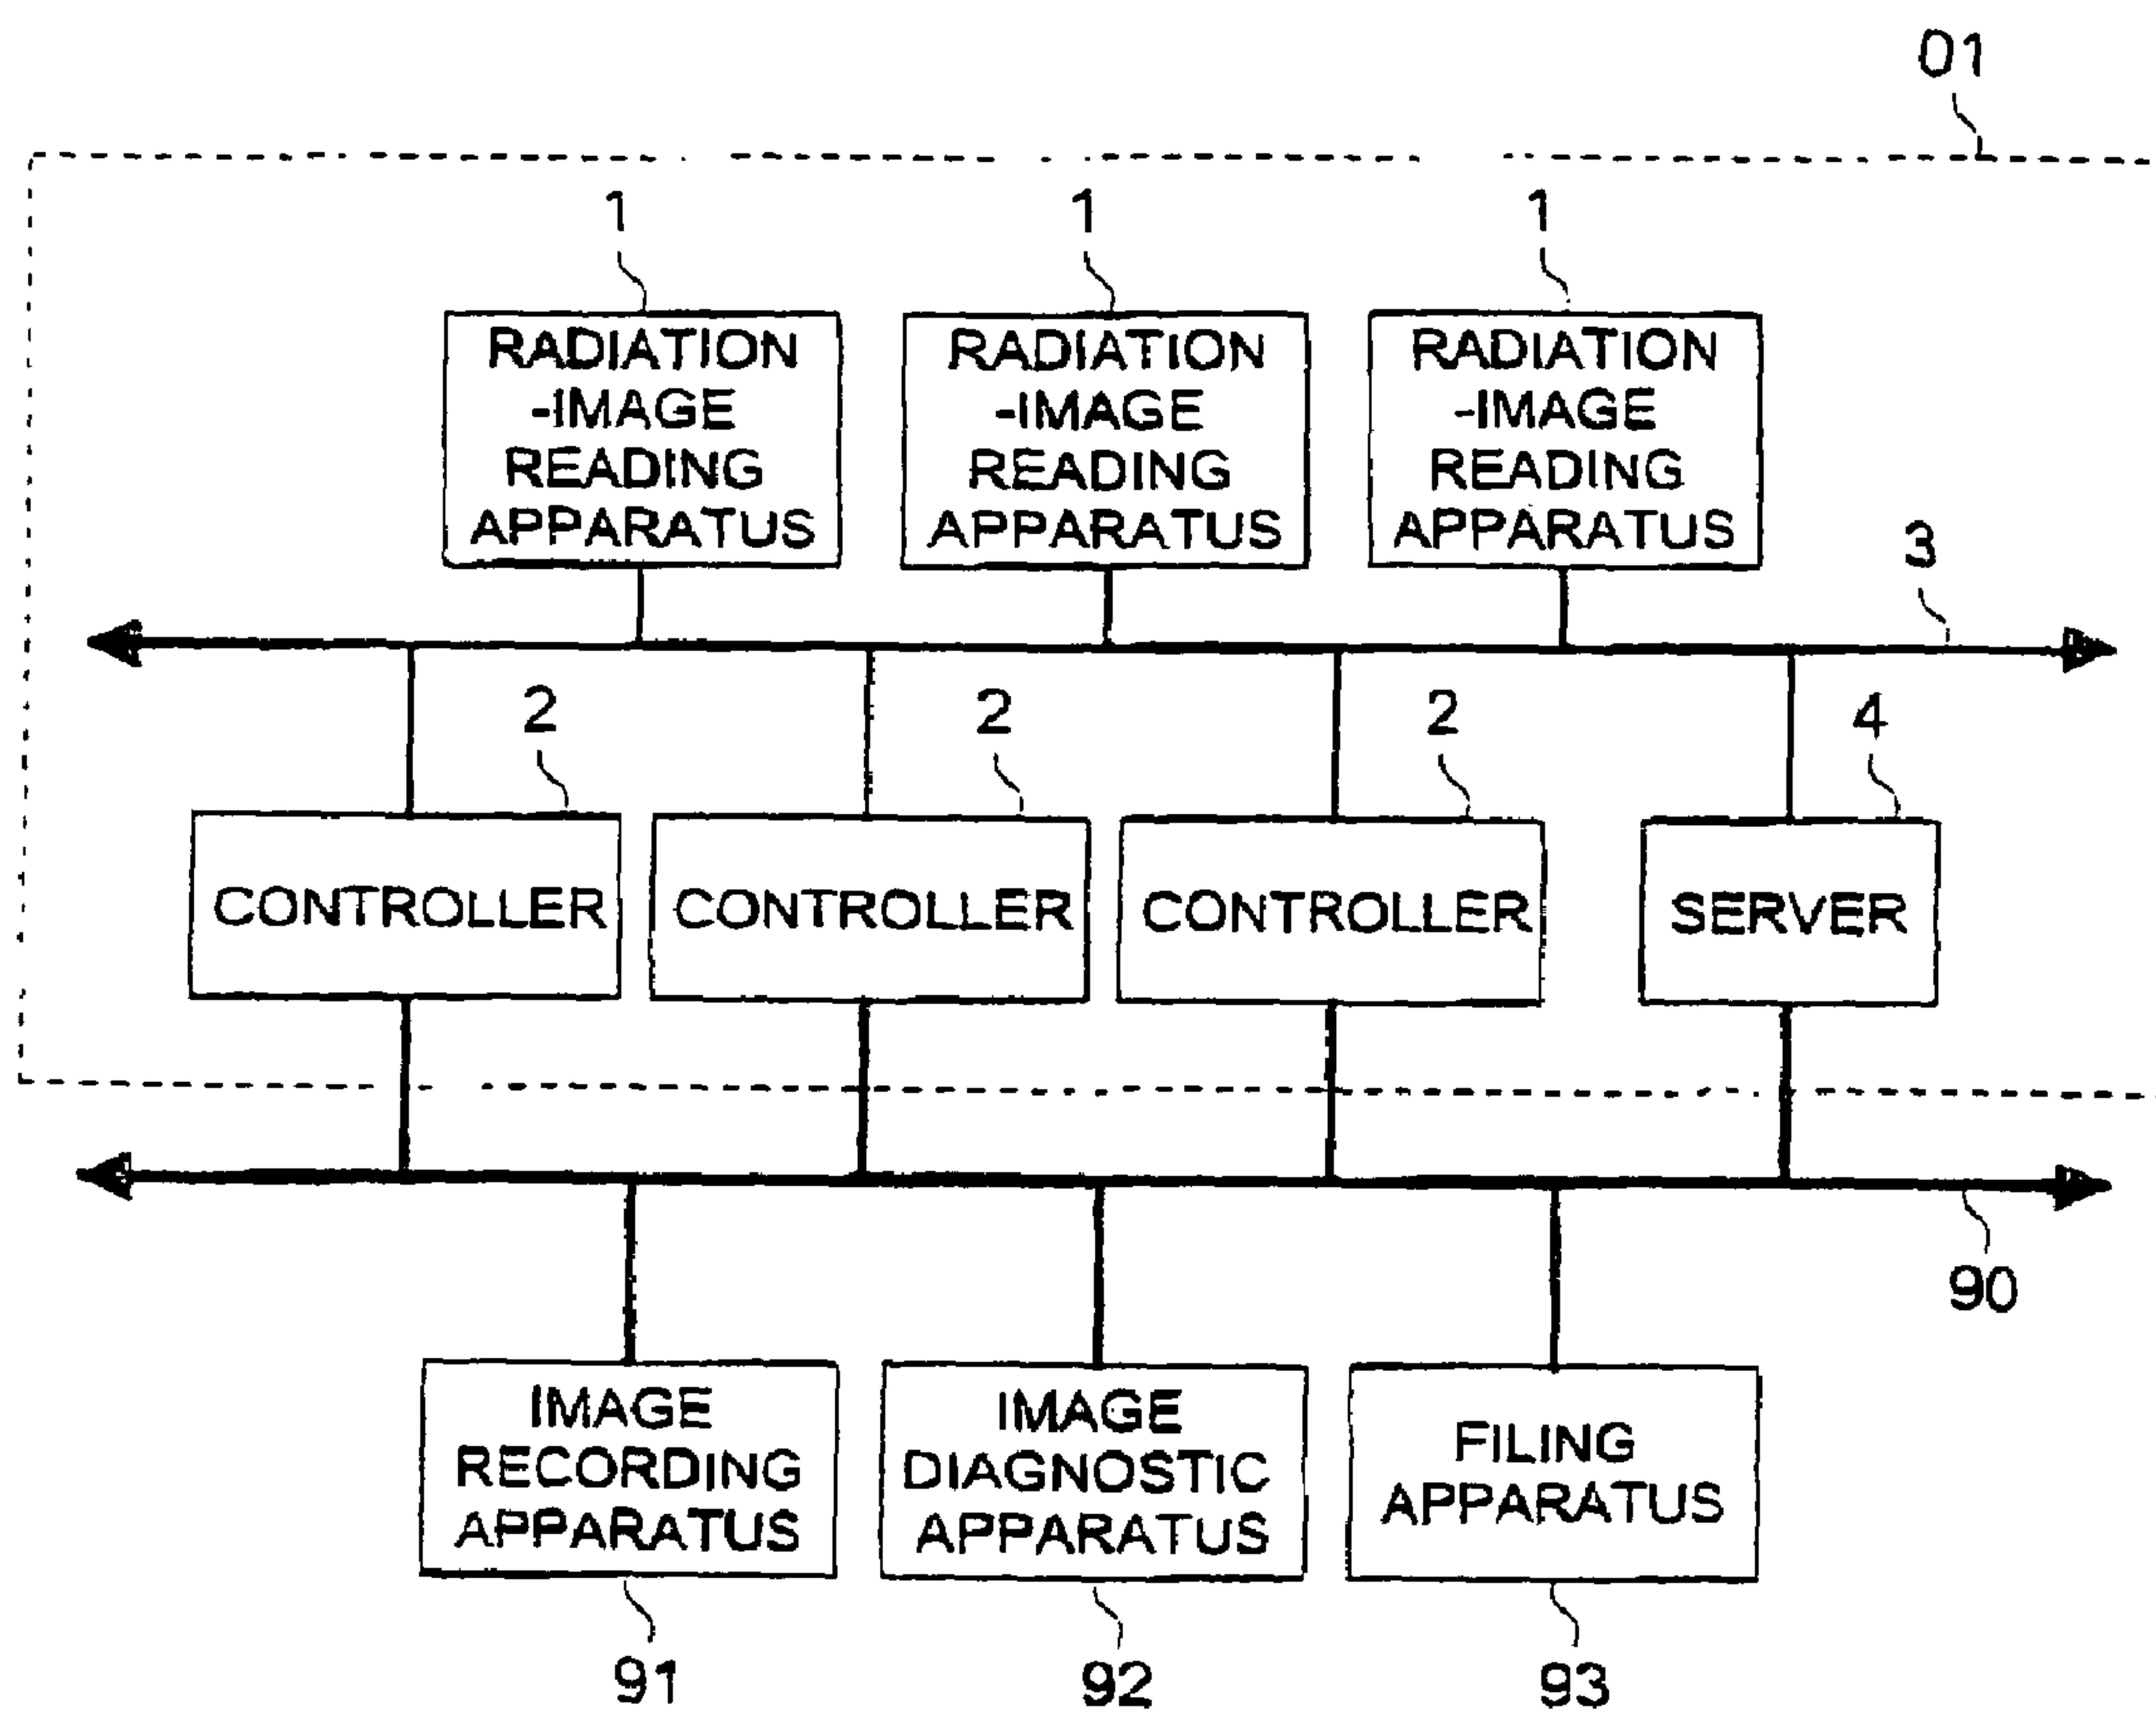 01
1
1
1
RADIATION
-IMAGE
READING
APPARATUS
RADIATION
-IMAGE
READING
APPARATUS
RADIATION
-IMAGE
READING
APPARATUS
3
2
2
2
4
CONTROLLER
CONTROLLER
CONTROLLER
SERVER
90
IMAGE
RECORDING
APPARATUS
IMAGE
DIAGNOSTIC
APPARATUS
FILING
APPARATUS
91
92
93